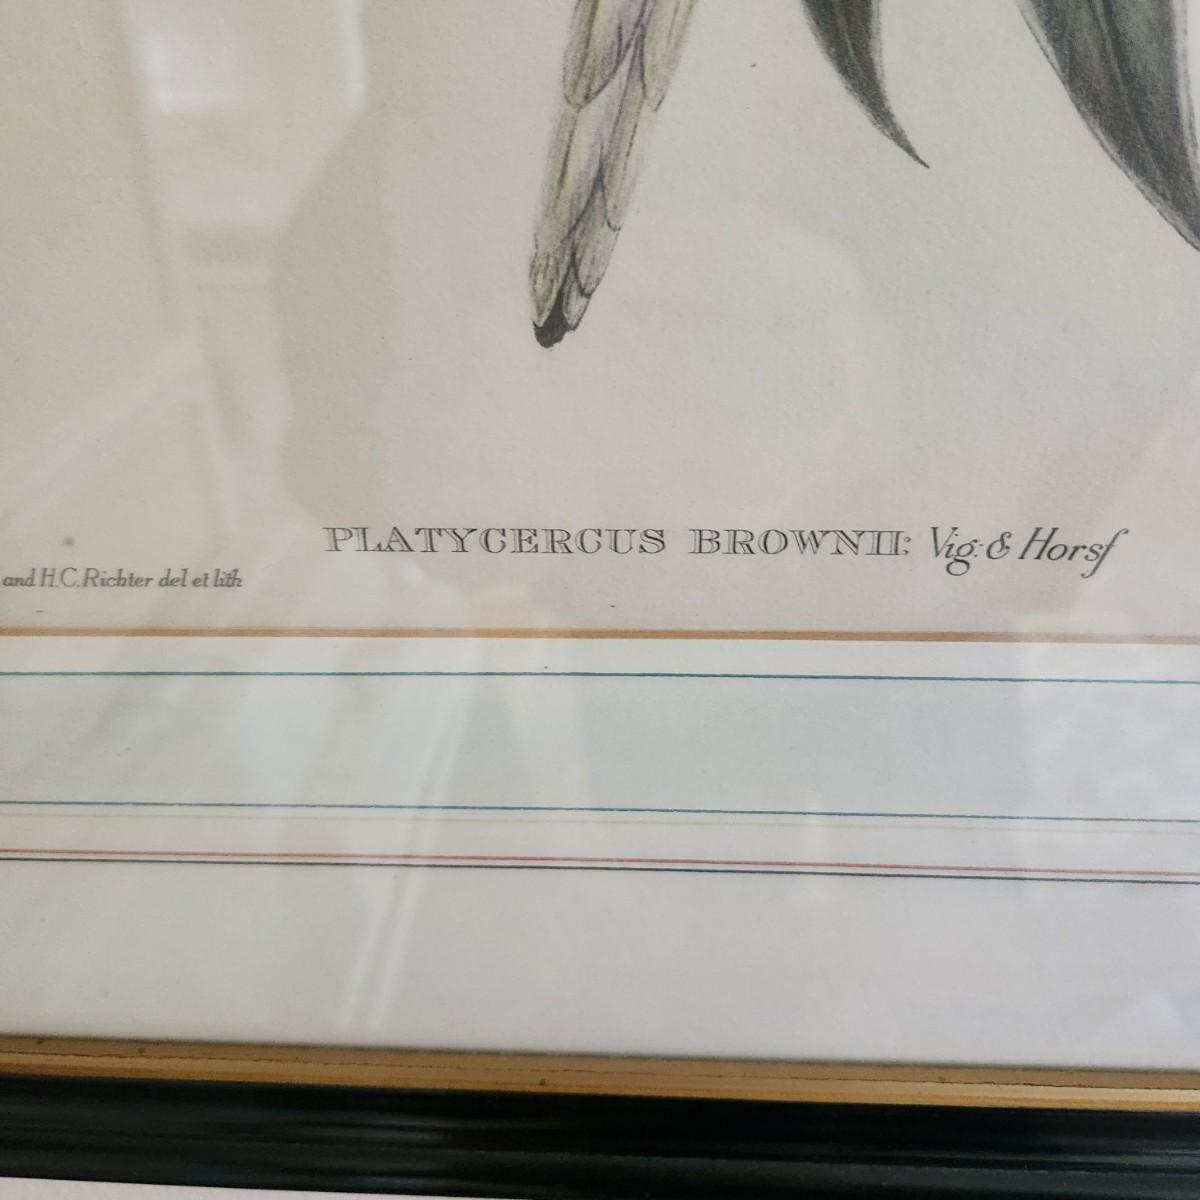 PLATYCERCUS BROWNII: Vig: & Horsf
and H.C.Richter del et lith